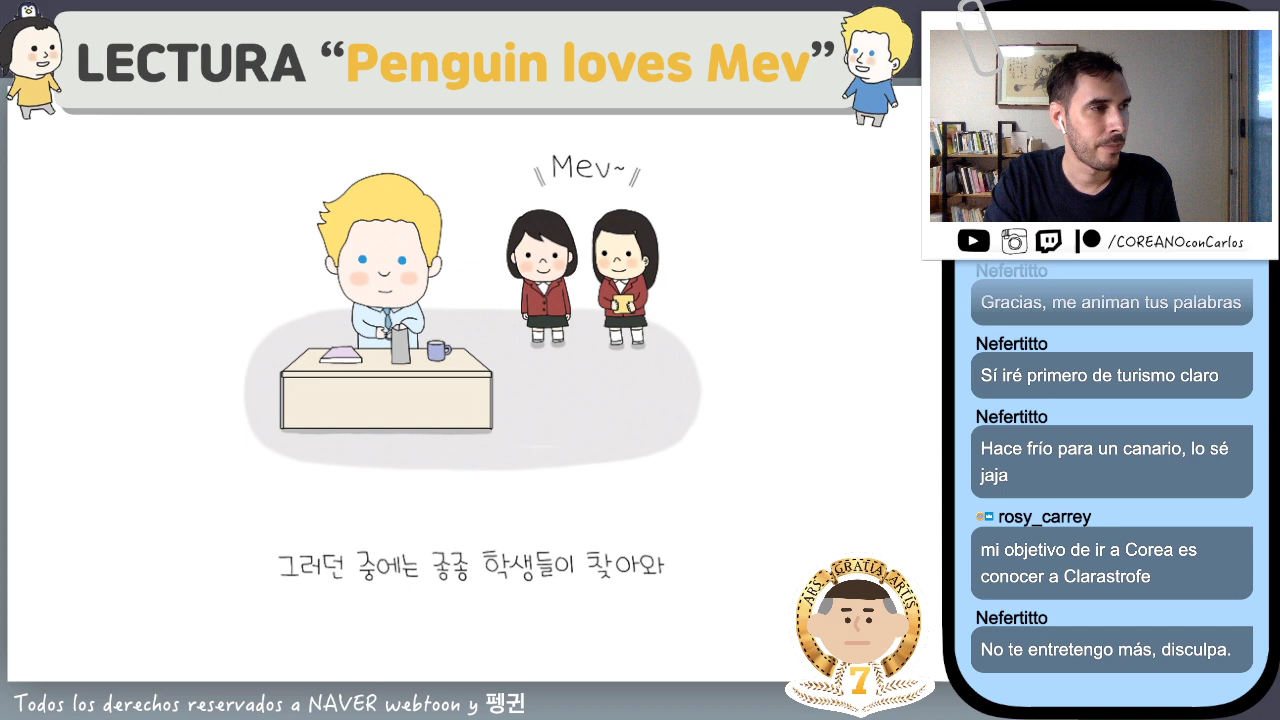 LECTURA “Penguin loves Mev”
Mev~
그러던 중에는 종종 학생들이 찾아와
ARS GRATIA ARTIS
7
Todos los derechos reservados a NAVER webtoon y 펭귄
/COREANOconCarlos
Nefertitto
Gracias, me animan tus palabras
Nefertitto
Sí iré primero de turismo claro
Nefertitto
Hace frío para un canario, lo sé
jaja
rosy_carrey
mi objetivo de ir a Corea es
conocer a Clarastrofe
Nefertitto
No te entretengo más, disculpa.